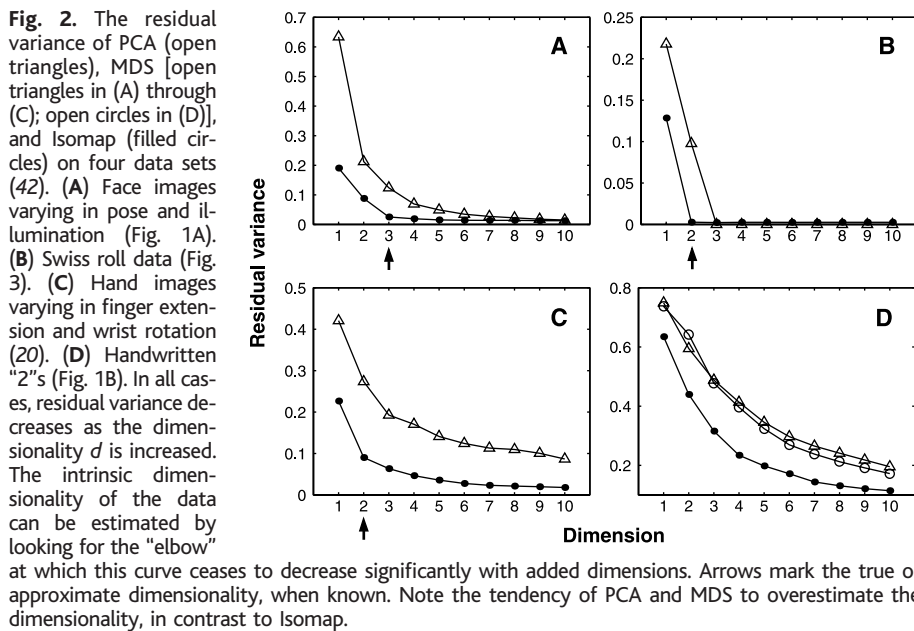 Fig. 2. The residual
variance of PCA (open
triangles), MDS [open
triangles in (A) through
(C); open circles in (D)],
and Isomap (filled cir-
cles) on four data sets
(42). (A) Face images
varying in pose and il-
lumination (Fig. 1A).
(B) Swiss roll data (Fig.
3). (C) Hand images
varying in finger exten-
sion and wrist rotation
(20). (D) Handwritten
"2"s (Fig. 1B). In all cas-
es, residual variance de-
creases as the dimen-
sionality d is increased.
The intrinsic dimen-
sionality of the data
can be estimated by
looking for the "elbow"
at which this curve ceases to decrease significantly with added dimensions. Arrows mark the true o
approximate dimensionality, when known. Note the tendency of PCA and MDS to overestimate the
dimensionality, in contrast to Isomap.
Residual variance
A
0.7
0.6
0.5
0.4
0.3
0.2
0.1
0
1 2 3 4 5 6 7 8 9 10
B
0.25
0.2
0.15
0.1
0.05
0
1 2 3 4 5 6 7 8 9 10
C
0.5
0.4
0.3
0.2
0.1
0
1 2 3 4 5 6 7 8 9 10
D
0.8
0.6
0.4
0.2
1 2 3 4 5 6 7 8 9 10
Dimension